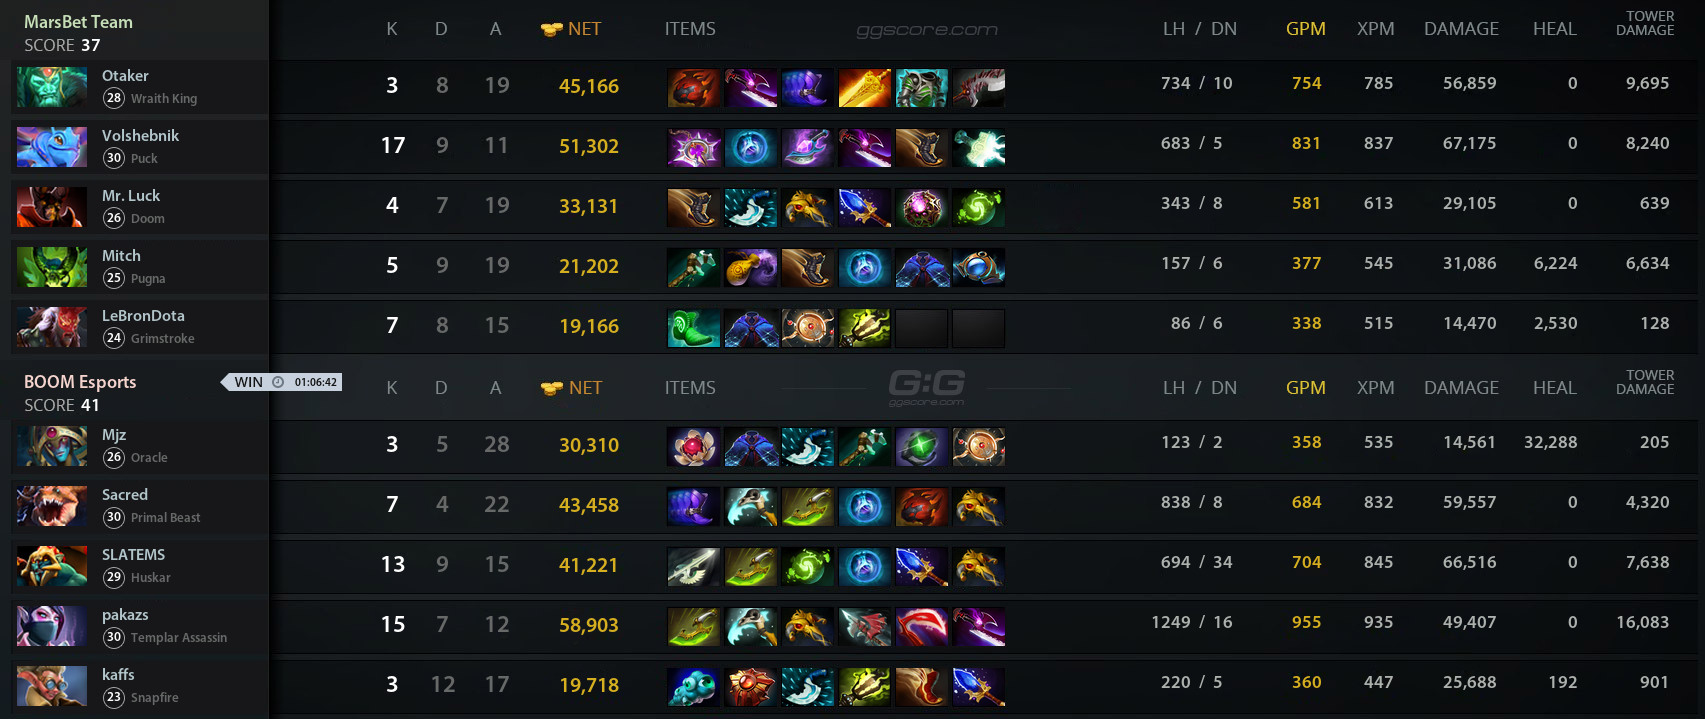 MarsBet Team
SCORE 37
K D A NET ITEMS ggscore.com LH / DN GPM XPM DAMAGE HEAL TOWER DAMAGE
Otaker
28 Wraith King
3 8 19 45,166 734 / 10 754 785 56,859 0 9,695
Volshebnik
30 Puck
17 9 11 51,302 683 / 5 831 837 67,175 0 8,240
Mr. Luck
26 Doom
4 7 19 33,131 343 / 8 581 613 29,105 0 639
Mitch
25 Pugna
5 9 19 21,202 157 / 6 377 545 31,086 6,224 6,634
LeBronDota
24 Grimstroke
7 8 15 19,166 86 / 6 338 515 14,470 2,530 128
BOOM Esports
WIN 01:06:42
SCORE 41
K D A NET ITEMS G:G ggscore.com LH / DN GPM XPM DAMAGE HEAL TOWER DAMAGE
Mjz
26 Oracle
3 5 28 30,310 123 / 2 358 535 14,561 32,288 205
Sacred
30 Primal Beast
7 4 22 43,458 838 / 8 684 832 59,557 0 4,320
SLATEMS
29 Huskar
13 9 15 41,221 694 / 34 704 845 66,516 0 7,638
pakazs
30 Templar Assassin
15 7 12 58,903 1249 / 16 955 935 49,407 0 16,083
kaffs
23 Snapfire
3 12 17 19,718 220 / 5 360 447 25,688 192 901